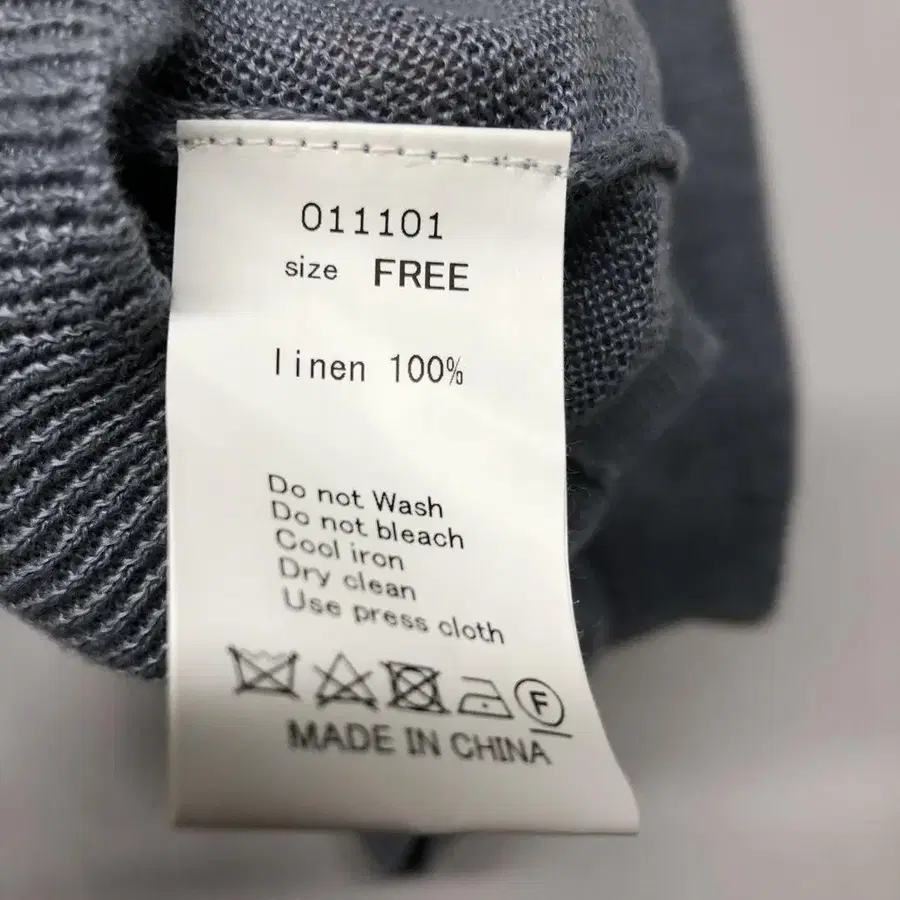 011101
size FREE
linen 100%
Do not Wash
Do not bleach
Cool iron
Dry clean
Use press cloth
F
MADE IN CHINA